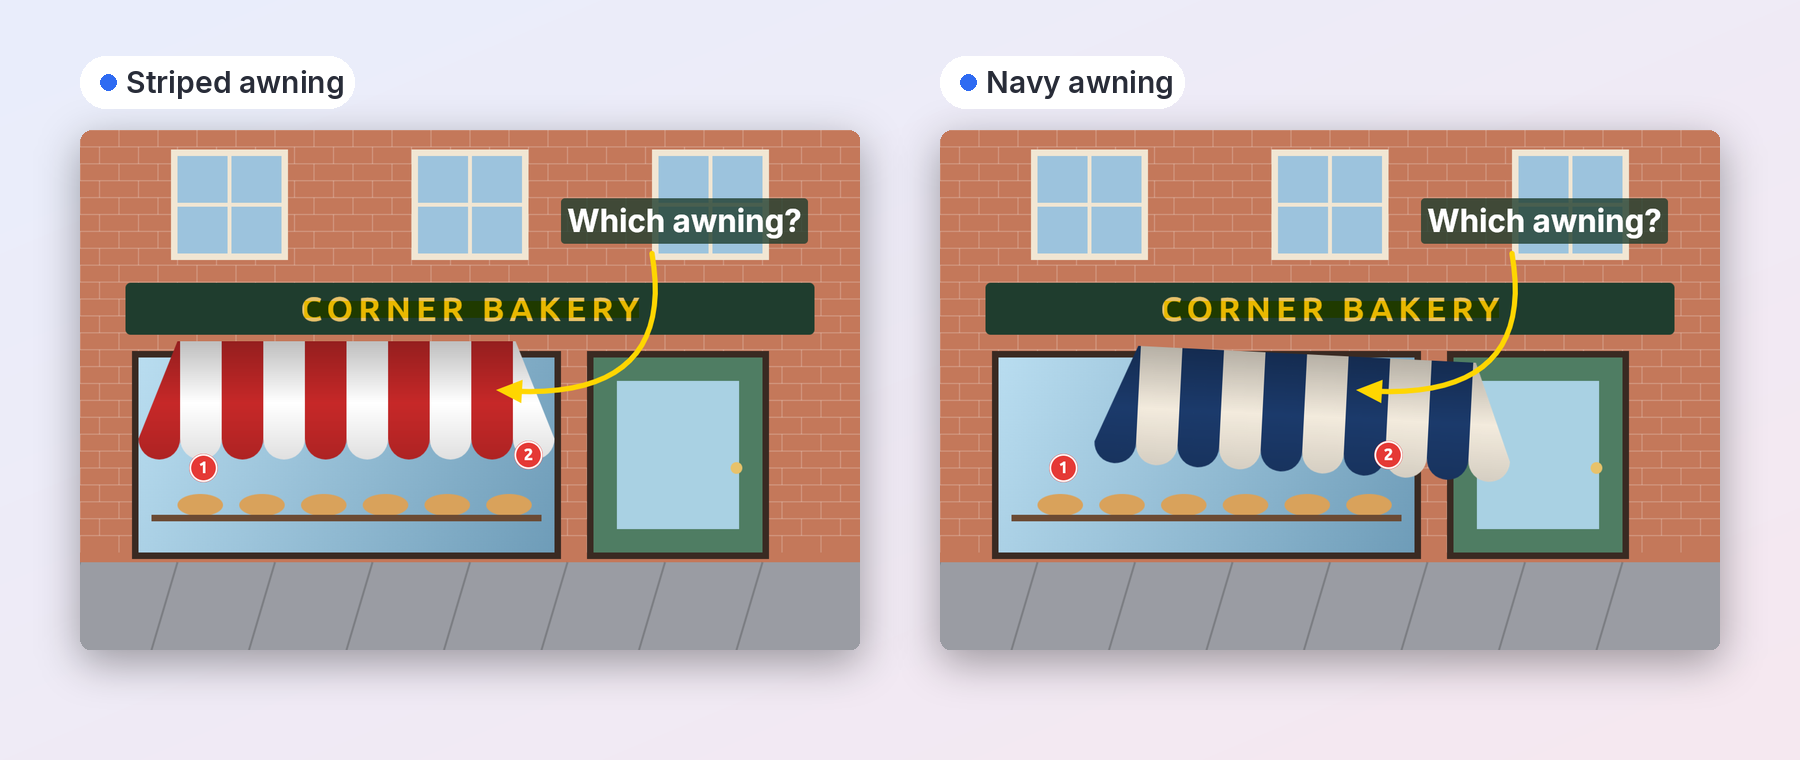 Striped awning
Navy awning
Which awning?
CORNER BAKERY
1
2
Which awning?
CORNER BAKERY
1
2